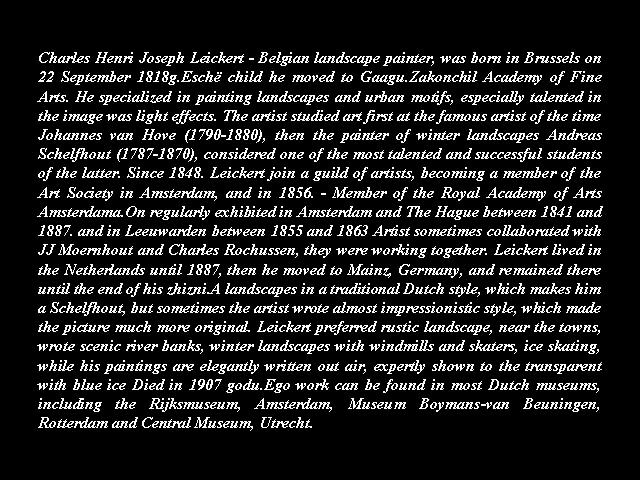 Charles Henri Joseph Leickert - Belgian landscape painter, was born in Brussels on
22 September 1818g.Eschë child he moved to Gaagu.Zakonchil Academy of Fine
Arts. He specialized in painting landscapes and urban motifs, especially talented in
the image was light effects. The artist studied art first at the famous artist of the time
Johannes van Hove (1790-1880), then the painter of winter landscapes Andreas
Schelfhout (1787-1870), considered one of the most talented and successful students
of the latter. Since 1848. Leickert join a guild of artists, becoming a member of the
Art Society in Amsterdam, and in 1856. - Member of the Royal Academy of Arts
Amsterdama.On regularly exhibited in Amsterdam and The Hague between 1841 and
1887. and in Leeuwarden between 1855 and 1863 Artist sometimes collaborated with
JJ Moernhout and Charles Rochussen, they were working together. Leickert lived in
the Netherlands until 1887, then he moved to Mainz, Germany, and remained there
until the end of his zhizni.A landscapes in a traditional Dutch style, which makes him
a Schelfhout, but sometimes the artist wrote almost impressionistic style, which made
the picture much more original. Leickert preferred rustic landscape, near the towns,
wrote scenic river banks, winter landscapes with windmills and skaters, ice skating,
while his paintings are elegantly written out air, expertly shown to the transparent
with blue ice Died in 1907 godu.Ego work can be found in most Dutch museums,
including the Rijksmuseum, Amsterdam, Museum Boymans-van Beuningen,
Rotterdam and Central Museum, Utrecht.